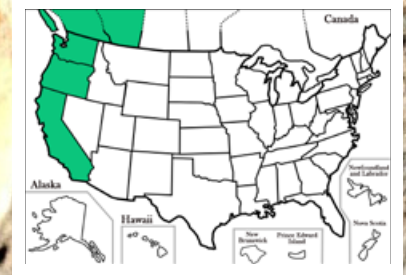 Canada
Alaska
Hawaii
New
Brunswick
Prince Edward
Island
Newfoundland
and Labrador
Nova Scotia